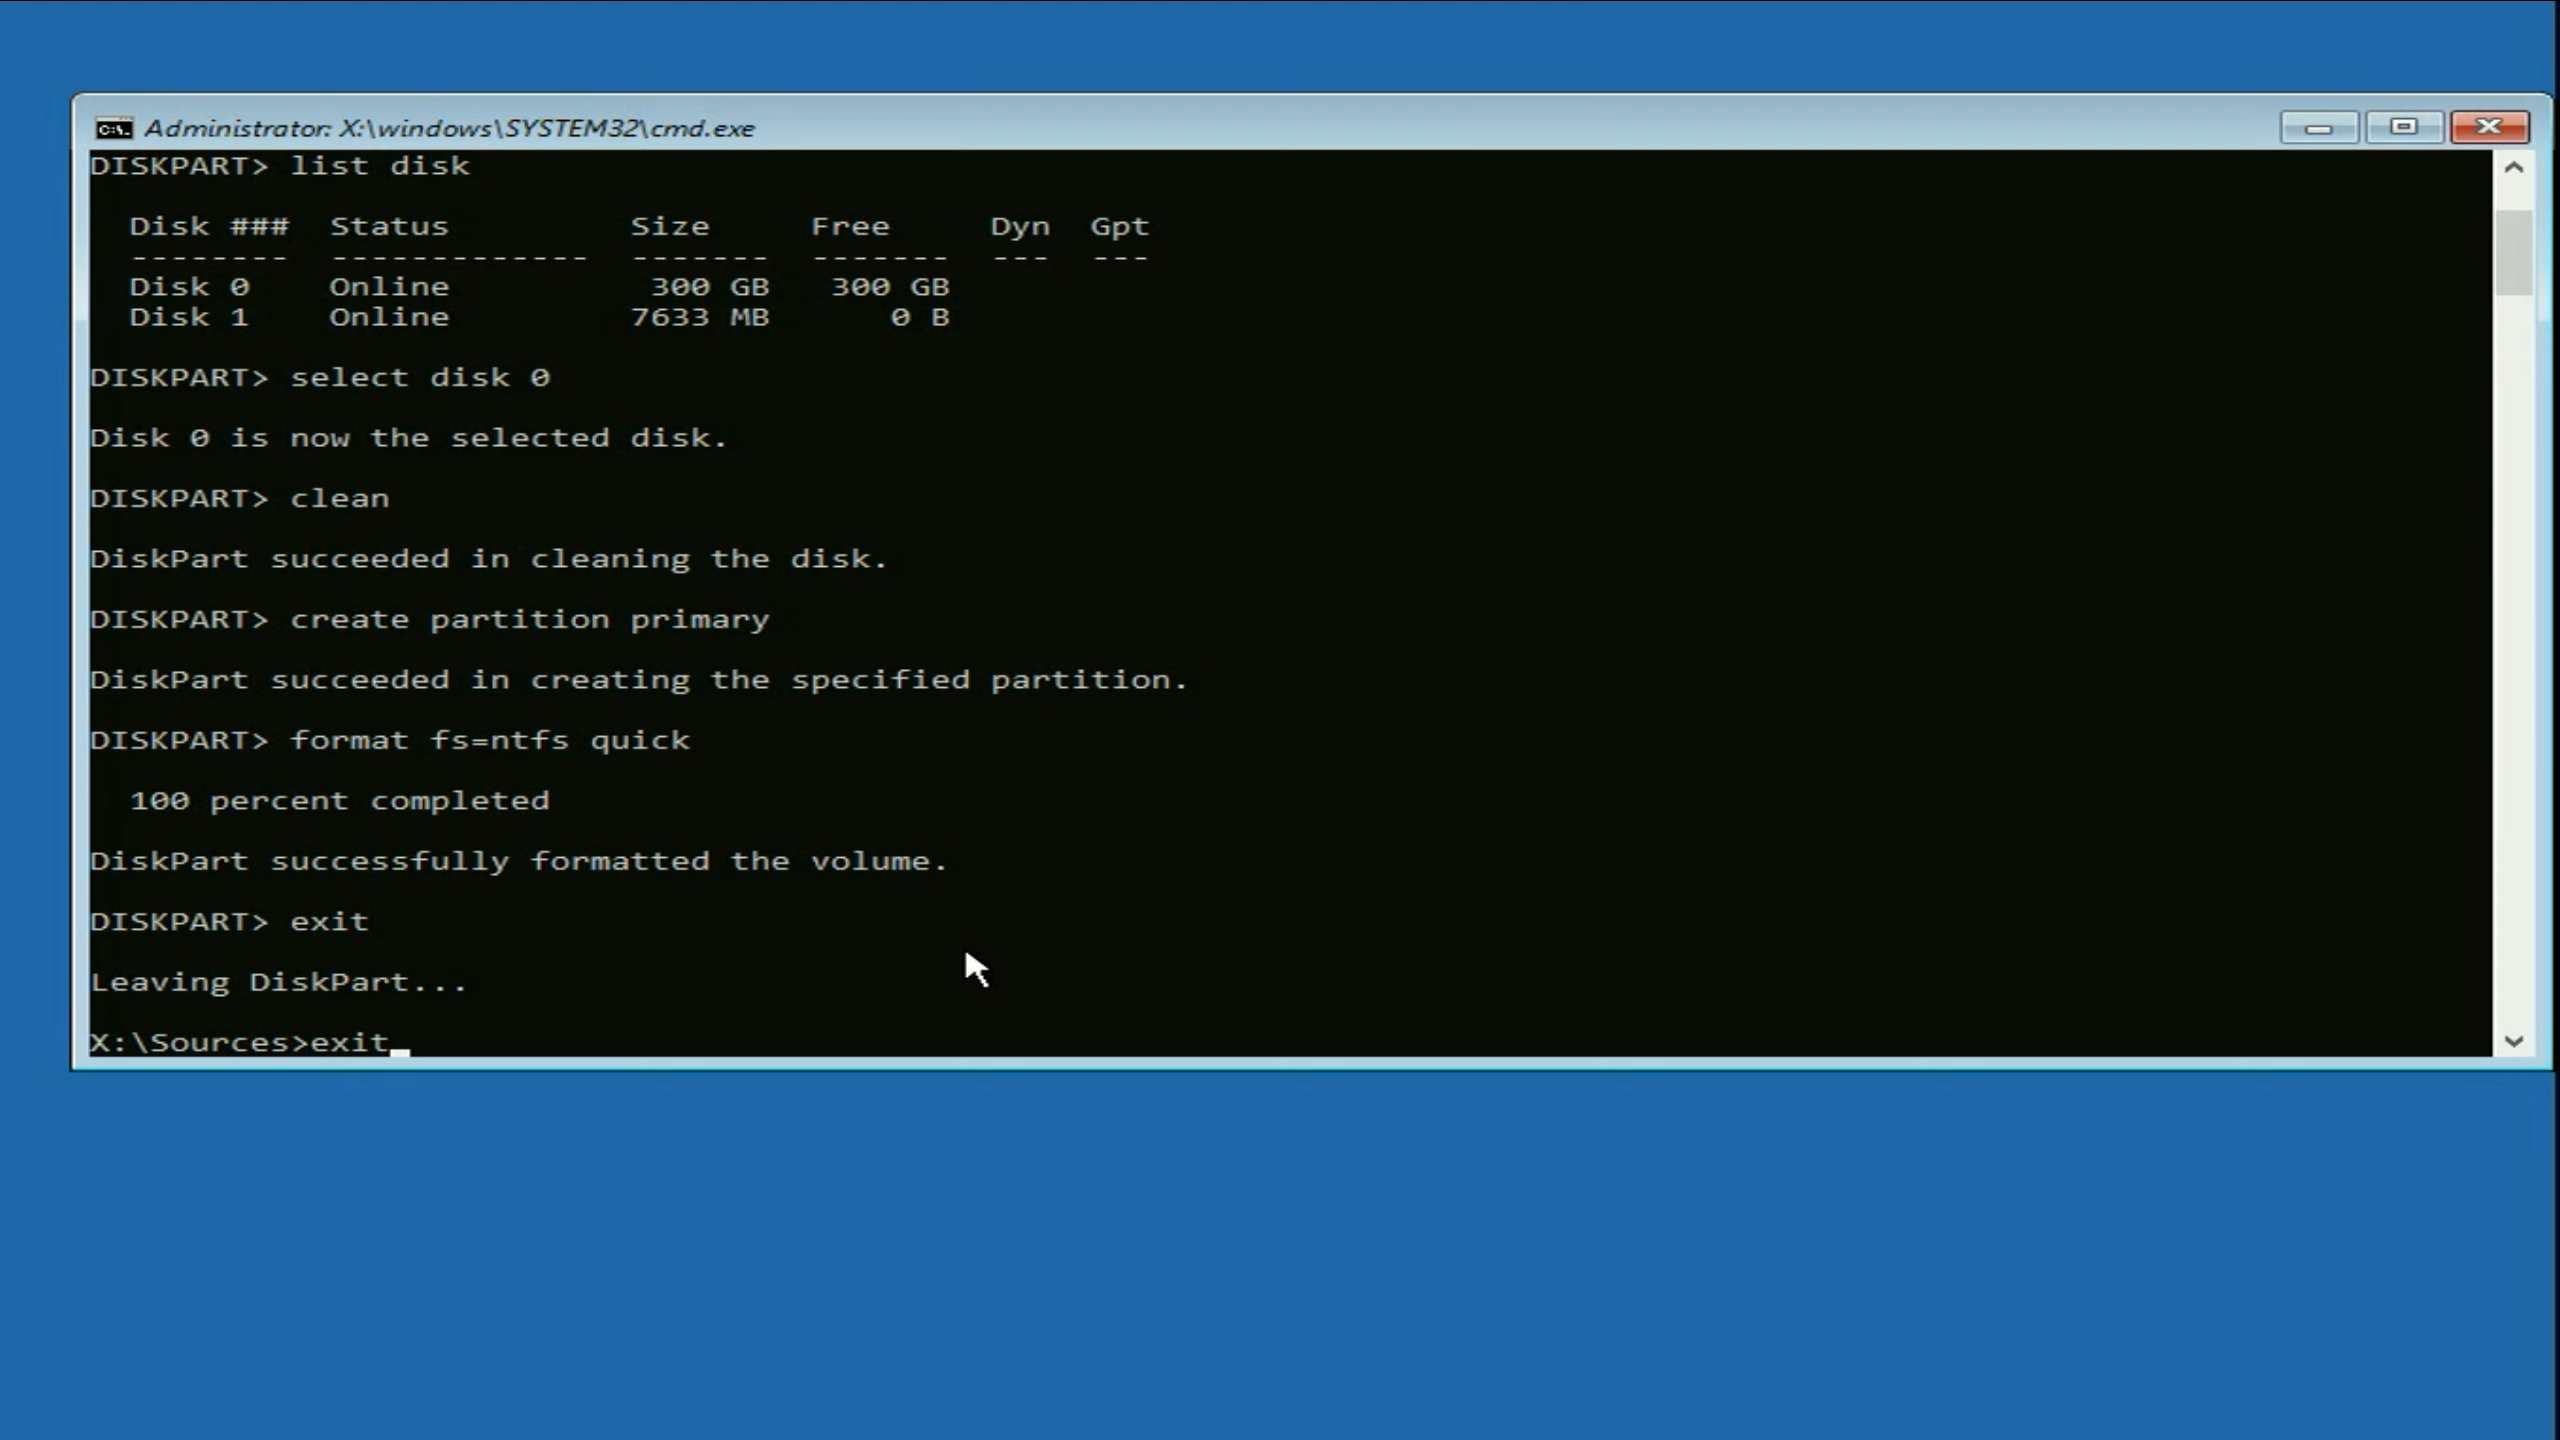 Administrator: X:\windows\SYSTEM32\cmd.exe
DISKPART> list disk
Disk ###  Status         Size     Free     Dyn  Gpt
--------  -------------  -------  -------  ---  ---
Disk 0    Online          300 GB   300 GB
Disk 1    Online         7633 MB      0 B
DISKPART> select disk 0
Disk 0 is now the selected disk.
DISKPART> clean
DiskPart succeeded in cleaning the disk.
DISKPART> create partition primary
DiskPart succeeded in creating the specified partition.
DISKPART> format fs=ntfs quick
100 percent completed
DiskPart successfully formatted the volume.
DISKPART> exit
Leaving DiskPart...
X:\Sources>exit_